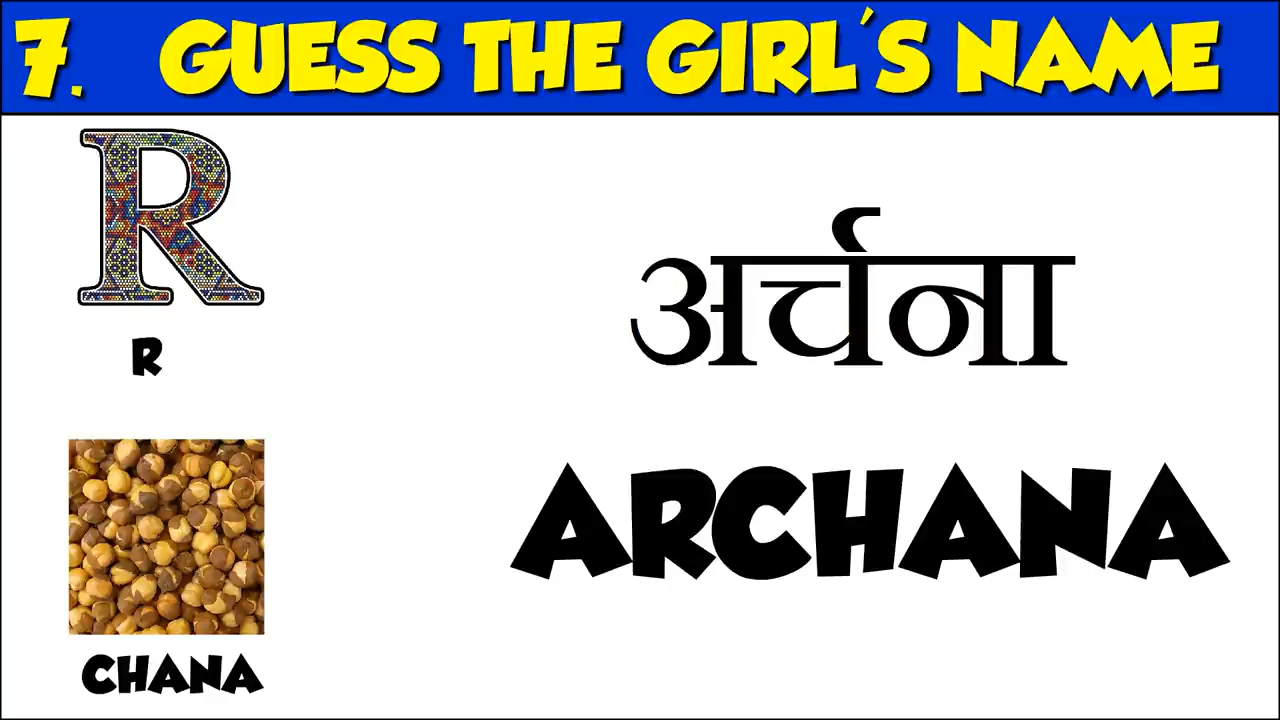 7. GUESS THE GIRL'S NAME
R
R
CHANA
अर्चना
ARCHANA